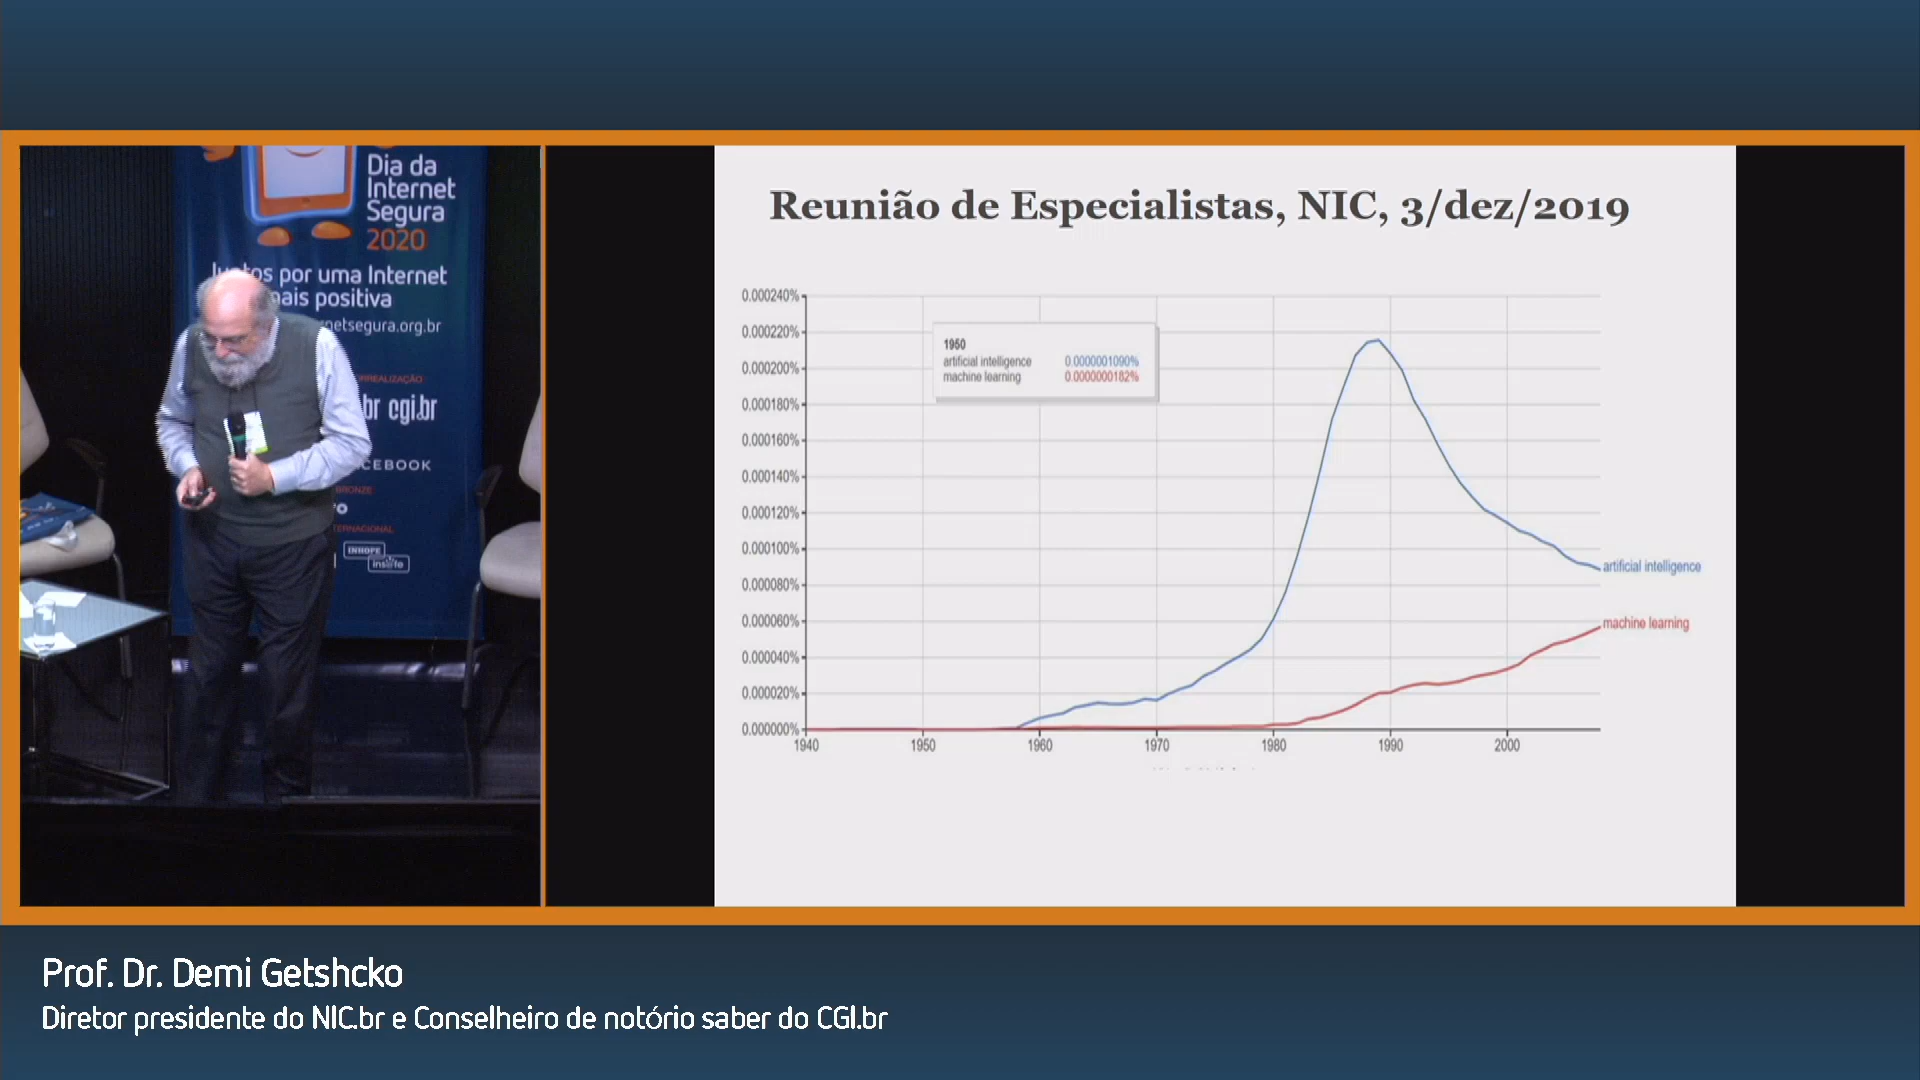 Dia da
Internet
Segura
2020
por uma Internet
positiva
br cgi.br
BRONZE
INHOPE
Reunião de Especialistas, NIC, 3/dez/2019
0.000240%
0.000220%
0.000200%
0.000180%
0.000160%
0.000140%
0.000120%
0.000100%
0.000080%
0.000060%
0.000040%
0.000020%
0.000000%
1950
artificial intelligence 0.0000001090%
machine learning 0.0000000182%
artificial intelligence
machine learning
1940 1950 1960 1970 1980 1990 2000
Prof. Dr. Demi Getshcko
Diretor presidente do NIC.br e Conselheiro de notório saber do CGI.br